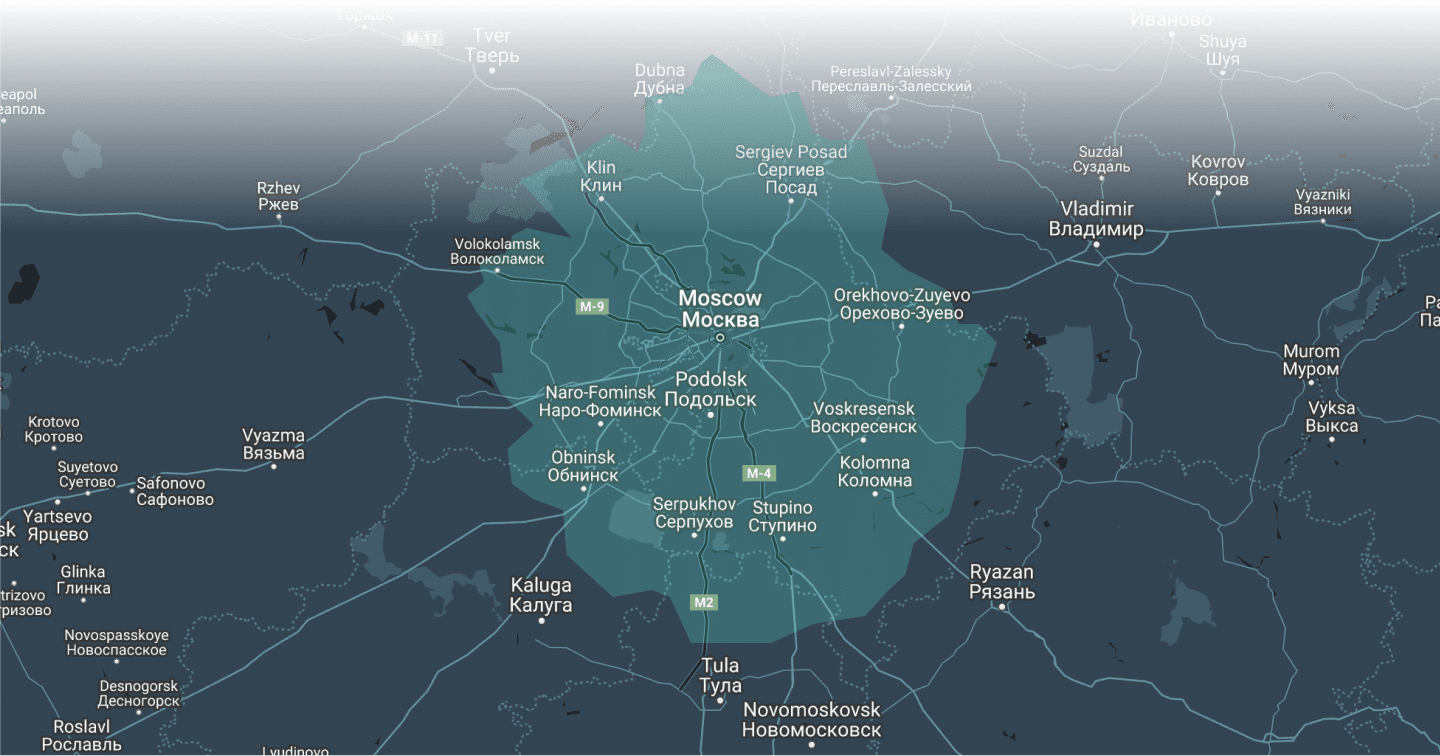 Торжок
M-11
Tver
Тверь
Иваново
Shuya
Шуя
Dubna
Дубна
Pereslavl-Zalessky
Переславль-Залесский
eapol
еаполь
Klin
Клин
Sergiev Posad
Сергиев
Посад
Suzdal
Суздаль
Kovrov
Ковров
Rzhev
Ржев
Vyazniki
Вязники
Vladimir
Владимир
Volokolamsk
Волоколамск
M-9
Moscow
Москва
Orekhovo-Zuyevo
Орехово-Зуево
Pa
Па
Murom
Муром
Naro-Fominsk
Наро-Фоминск
Podolsk
Подольск
Voskresensk
Воскресенск
Vyksa
Выкса
Krotovo
Кротово
Vyazma
Вязьма
Obninsk
Обнинск
M-4
Kolomna
Коломна
Suyetovo
Суетово
Safonovo
Сафоново
Yartsevo
Ярцево
sk
ск
Serpukhov
Серпухов
Stupino
Ступино
Glinka
Глинка
trizovo
ризово
Kaluga
Калуга
M2
Ryazan
Рязань
Novospasskoye
Новоспасское
Tula
Тула
Desnogorsk
Десногорск
Novomoskovsk
Новомосковск
Roslavl
Рославль
Lyudinovo